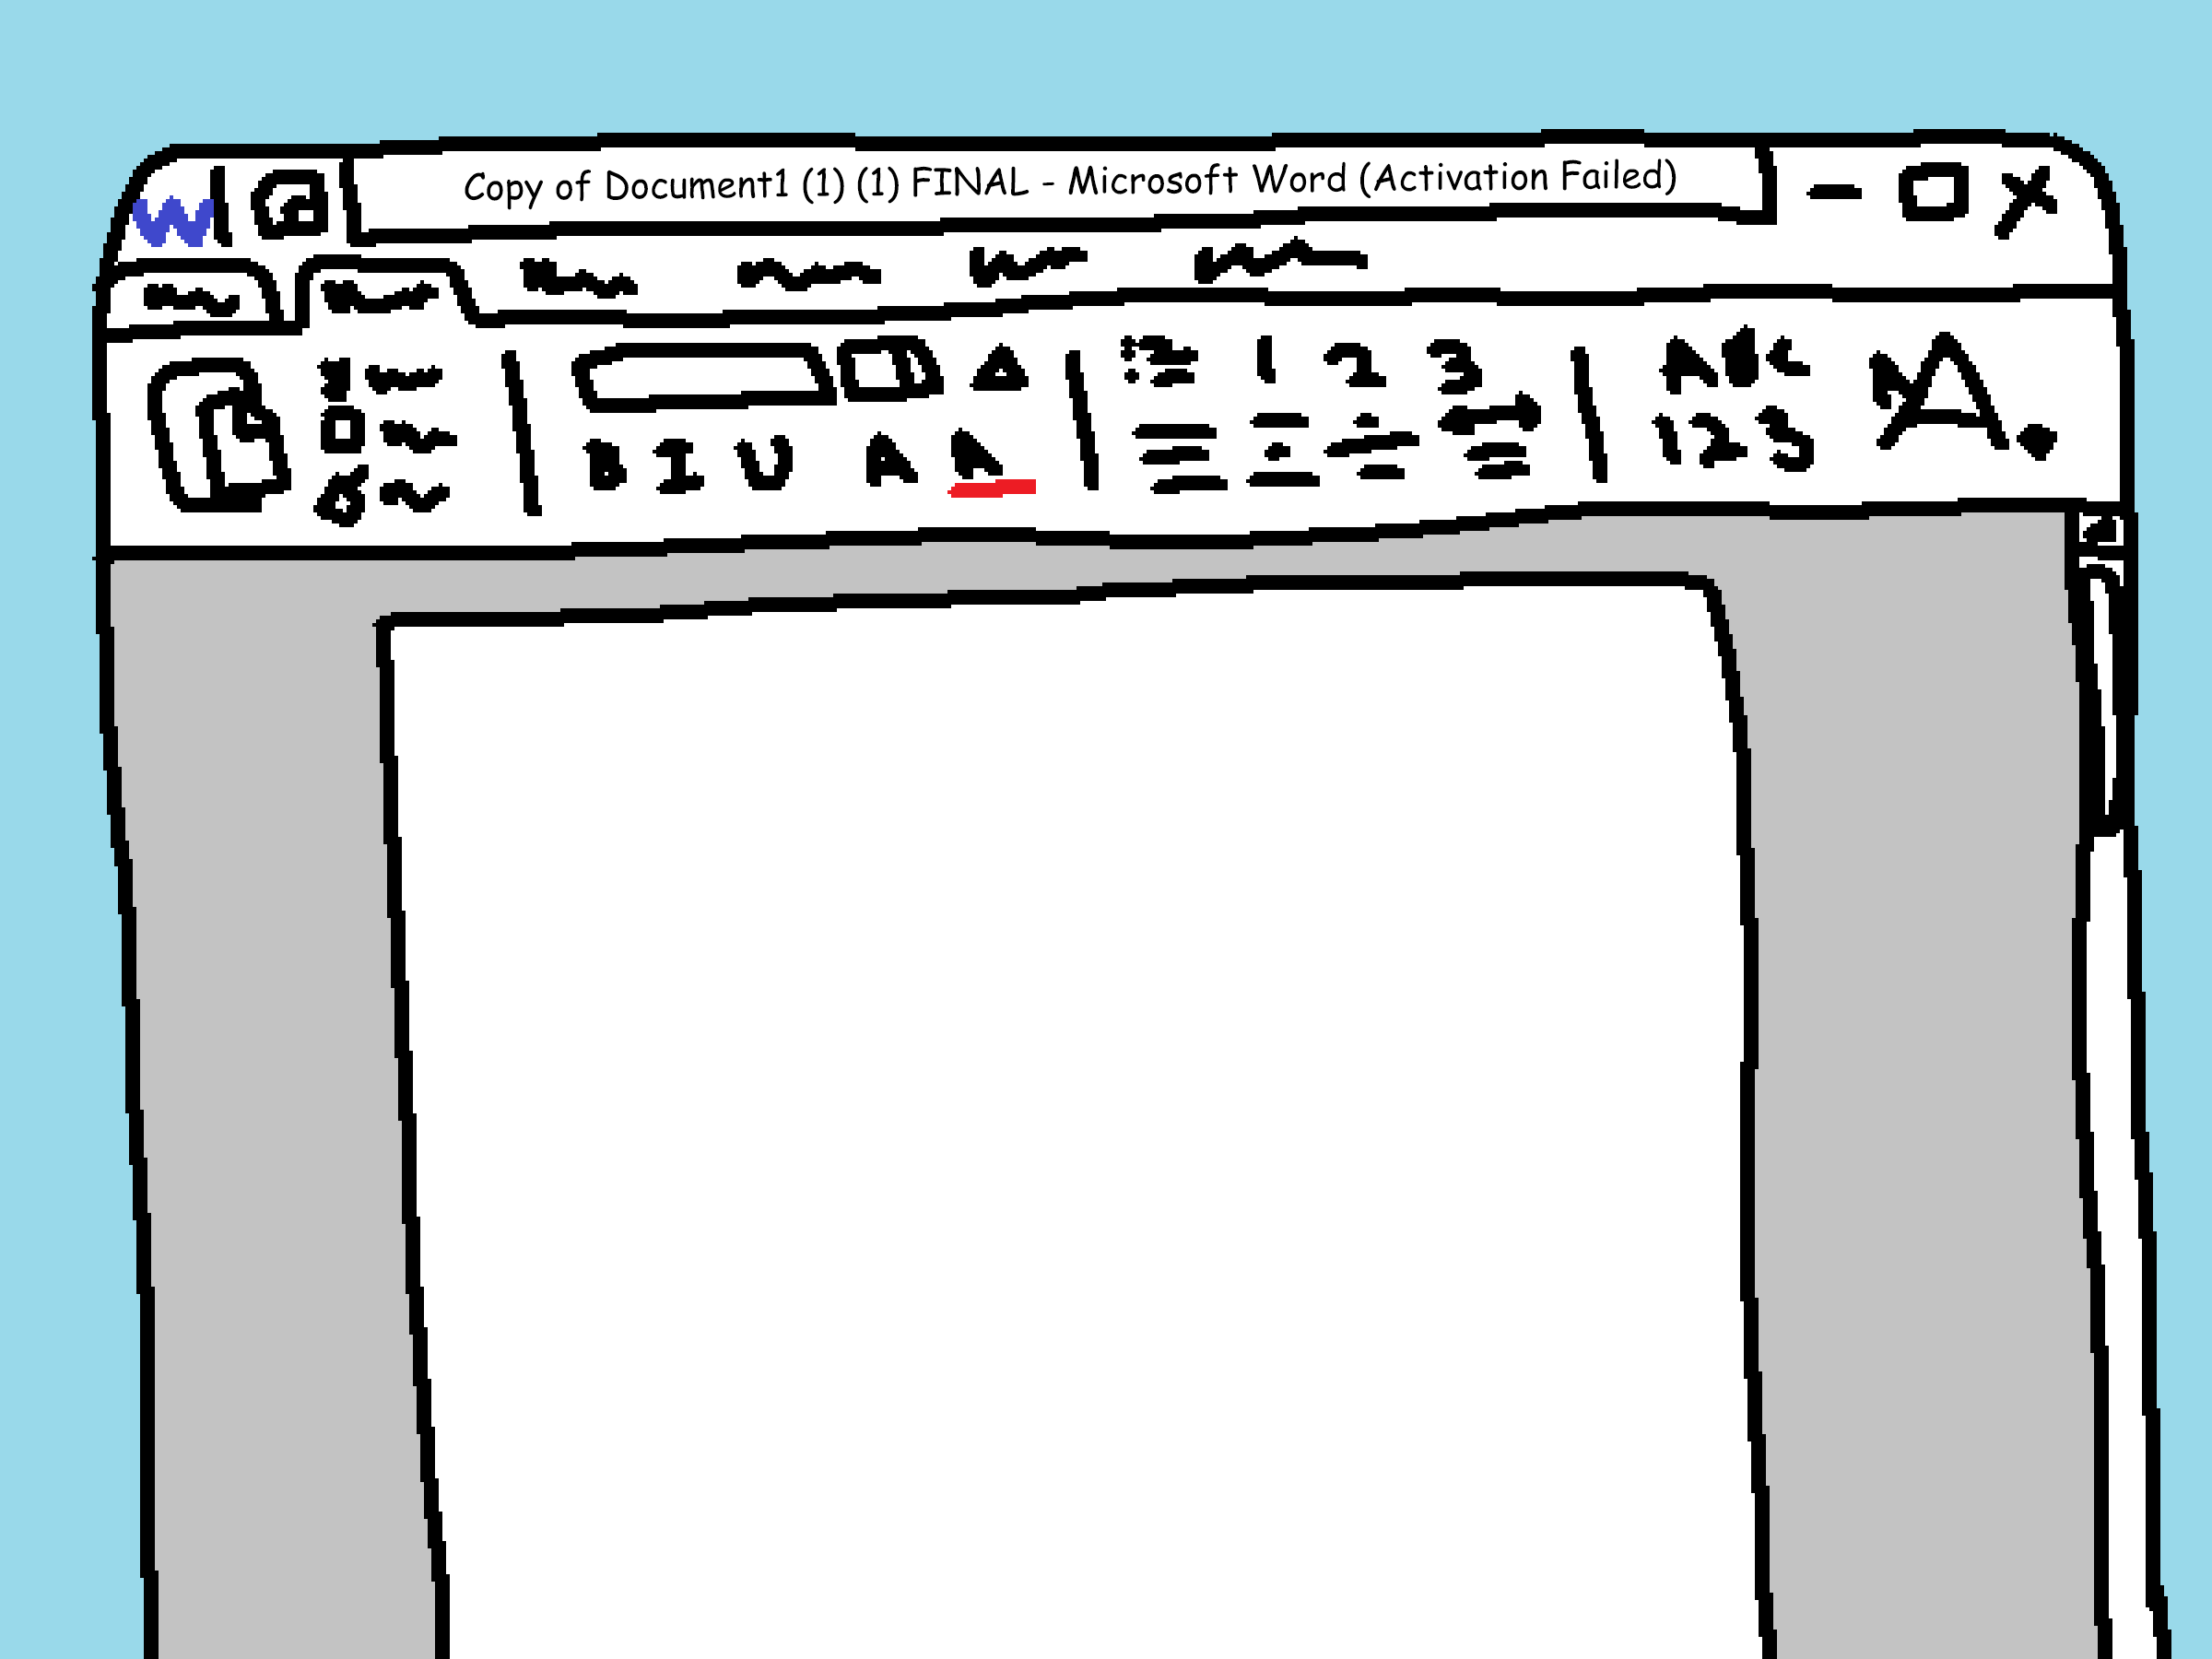 W
Copy of Document1 (1) (1) FINAL - Microsoft Word (Activation Failed)
1 2 3
B I U A A
ABC
123
A